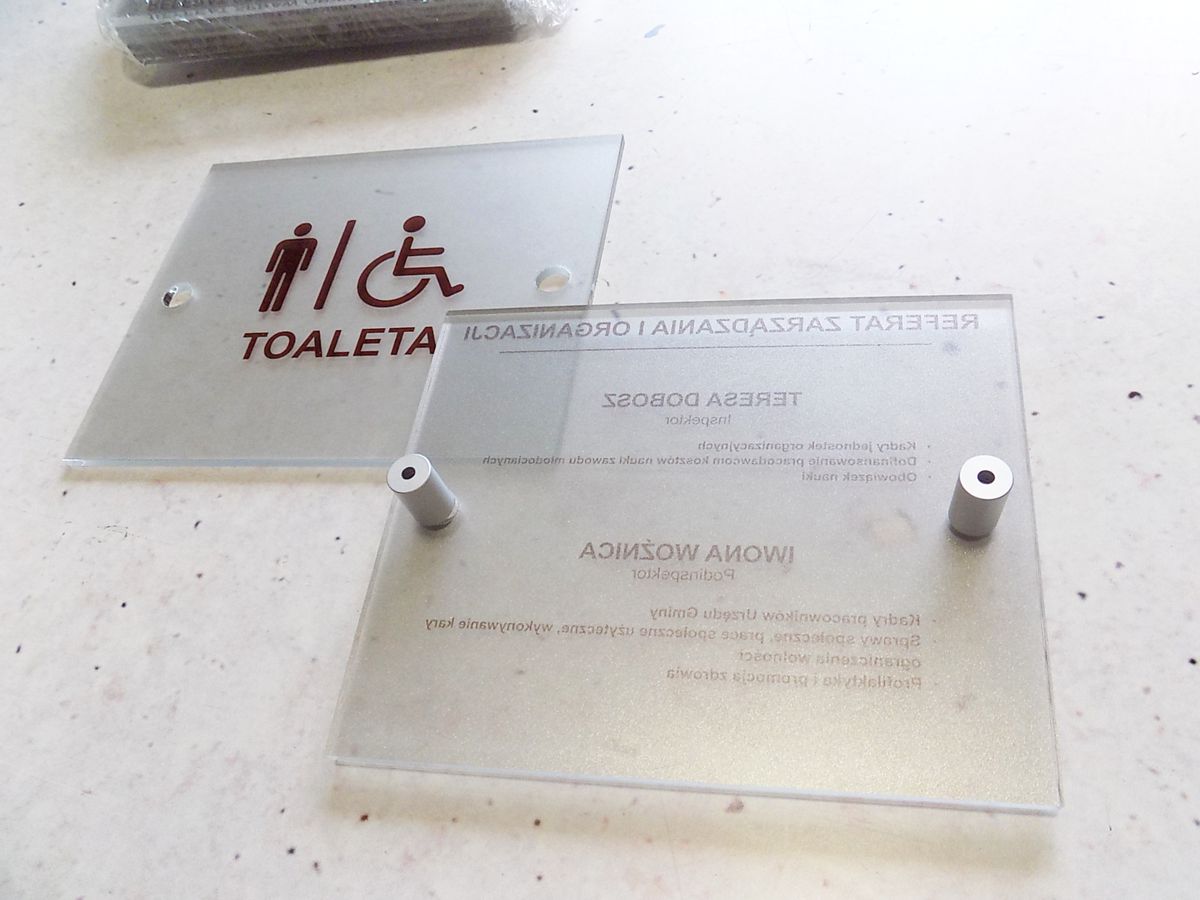 TOALETA
REFERAT ZARZĄDZANIA I ORGANIZACJI
TERESA DOBOSZ
Inspektor
- Kadry jednostek organizacyjnych
- Dofinansowanie pracodawcom kosztów nauki zawodu młodocianych
- Obowiązek nauki
IWONA WOŹNICA
Podinspektor
- Kadry pracowników Urzędu Gminy
Sprawy społeczne, prace społeczne użyteczne, wykonywanie kary
ograniczenia wolności
- Profilaktyka i promocja zdrowia